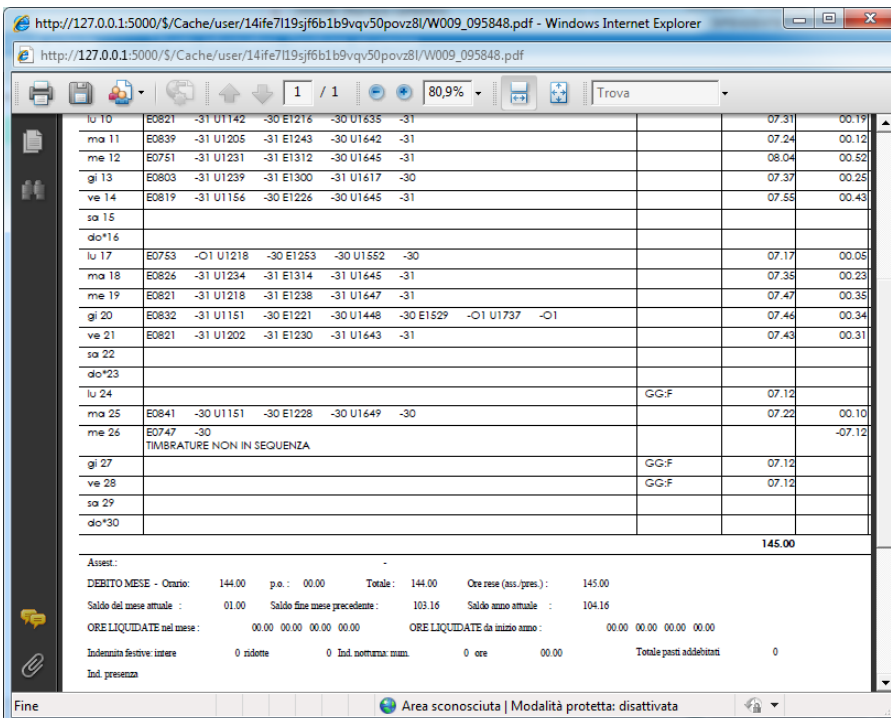 http://127.0.0.1:5000/$/Cache/user/14ife7l19sjf6b1b9vqv50povz8l/W009_095848.pdf - Windows Internet Explorer
http://127.0.0.1:5000/$/Cache/user/14ife7l19sjf6b1b9vqv50povz8l/W009_095848.pdf
1 / 1 80,9% Trova
lu 10 E0821 -31 U1142 -30 E1216 -30 U1635 -31 07.31 00.19
ma 11 E0839 -31 U1205 -31 E1243 -30 U1642 -31 07.24 00.12
me 12 E0751 -31 U1231 -31 E1312 -30 U1645 -31 08.04 00.52
gi 13 E0803 -31 U1239 -31 E1300 -31 U1617 -30 07.37 00.25
ve 14 E0819 -31 U1156 -30 E1226 -30 U1645 -31 07.55 00.43
sa 15
do*16
lu 17 E0753 -O1 U1218 -30 E1253 -30 U1552 -30 07.17 00.05
ma 18 E0826 -31 U1234 -31 E1314 -31 U1645 -31 07.35 00.23
me 19 E0821 -31 U1218 -31 E1238 -31 U1647 -31 07.47 00.35
gi 20 E0832 -31 U1151 -31 E1221 -30 U1448 -30 E1529 -O1 U1737 -O1 07.46 00.34
ve 21 E0821 -31 U1202 -31 E1230 -31 U1643 -31 07.43 00.31
sa 22
do*23
lu 24 GG:F 07.12
ma 25 E0841 -30 U1151 -30 E1228 -30 U1649 -30 07.22 00.10
me 26 E0747 -30 -07.12
TIMBRATURE NON IN SEQUENZA
gi 27 GG:F 07.12
ve 28 GG:F 07.12
sa 29
do*30
145.00
Assest.: -
DEBITO MESE - Orario: 144.00 p.o. : 00.00 Totale : 144.00 Ore rese (ass./pres.) : 145.00
Saldo del mese attuale : 01.00 Saldo fine mese precedente : 103.16 Saldo anno attuale : 104.16
ORE LIQUIDATE nel mese : 00.00 00.00 00.00 00.00 ORE LIQUIDATE da inizio anno : 00.00 00.00 00.00 00.00
Indennita festive: intere 0 ridotte 0 Ind. notturna: num. 0 ore 00.00 Totale pasti addebitati 0
Ind. presenza
Fine Area sconosciuta | Modalità protetta: disattivata